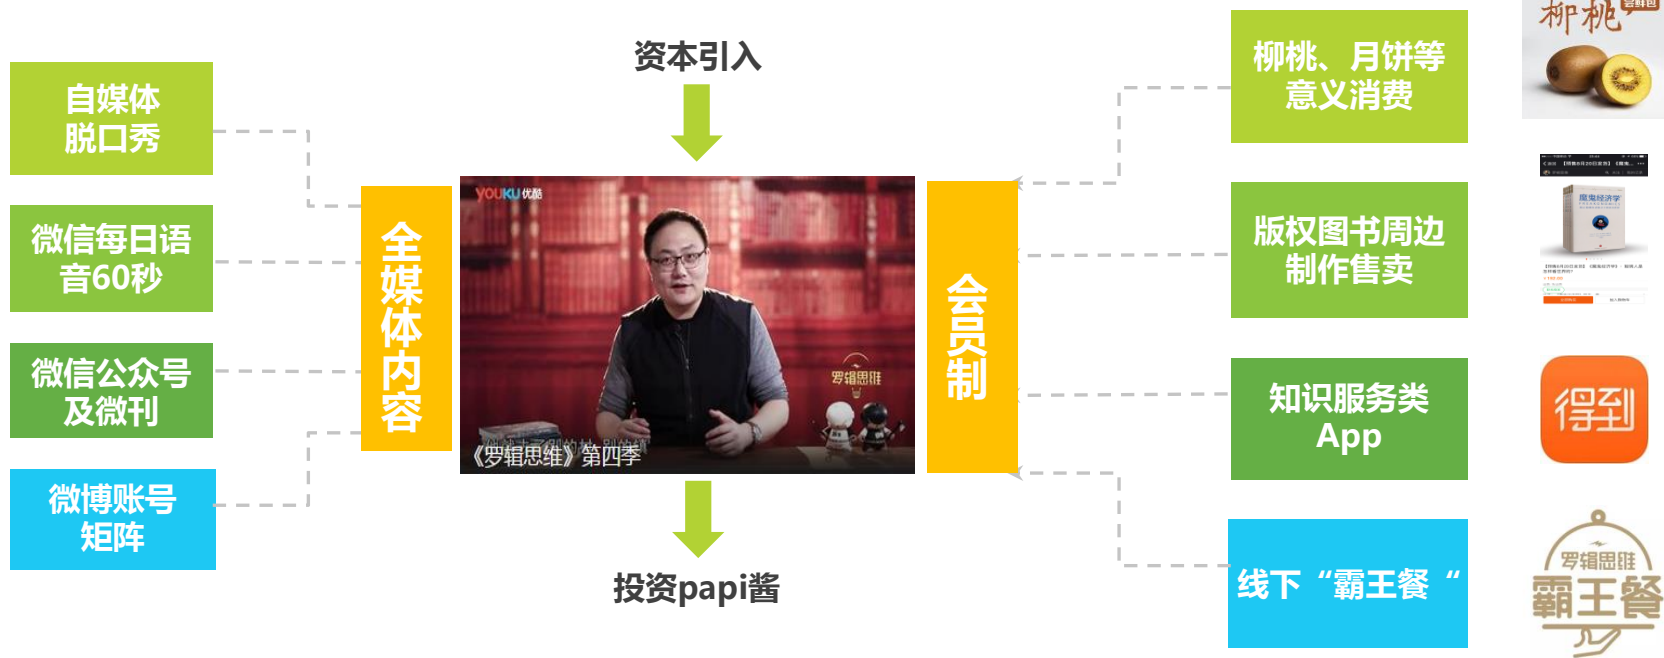 资本引入
自媒体
脱口秀
微信每日语
音60秒
微信公众号
及微刊
微博账号
矩阵
全媒体内容
YOUKU优酷
罗辑思维
《罗辑思维》第四季
投资papi酱
会员制
柳桃、月饼等
意义消费
版权图书周边
制作售卖
知识服务类
App
线下“霸王餐“
柳桃
魔鬼经济学
得到
罗辑思维
霸王餐